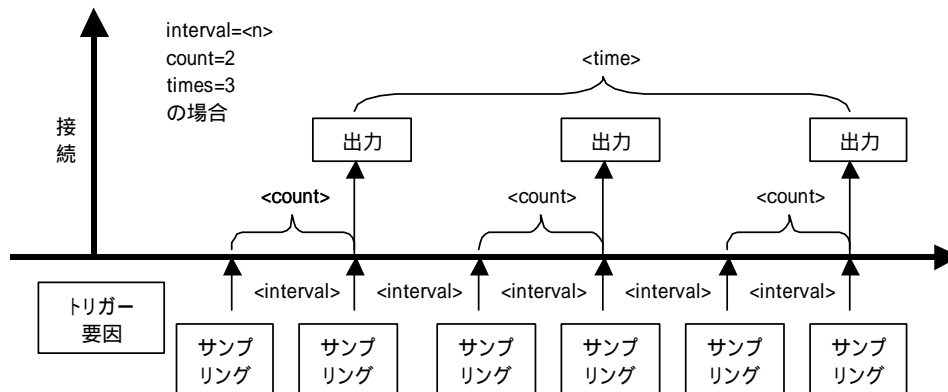 interval=<n>
count=2
times=3
の場合
<time>
接
続
出力
出力
出力
<count>
<count>
<count>
<interval>
<interval>
<interval>
<interval>
<interval>
トリガー
要因
サンプ
リング
サンプ
リング
サンプ
リング
サンプ
リング
サンプ
リング
サンプ
リング